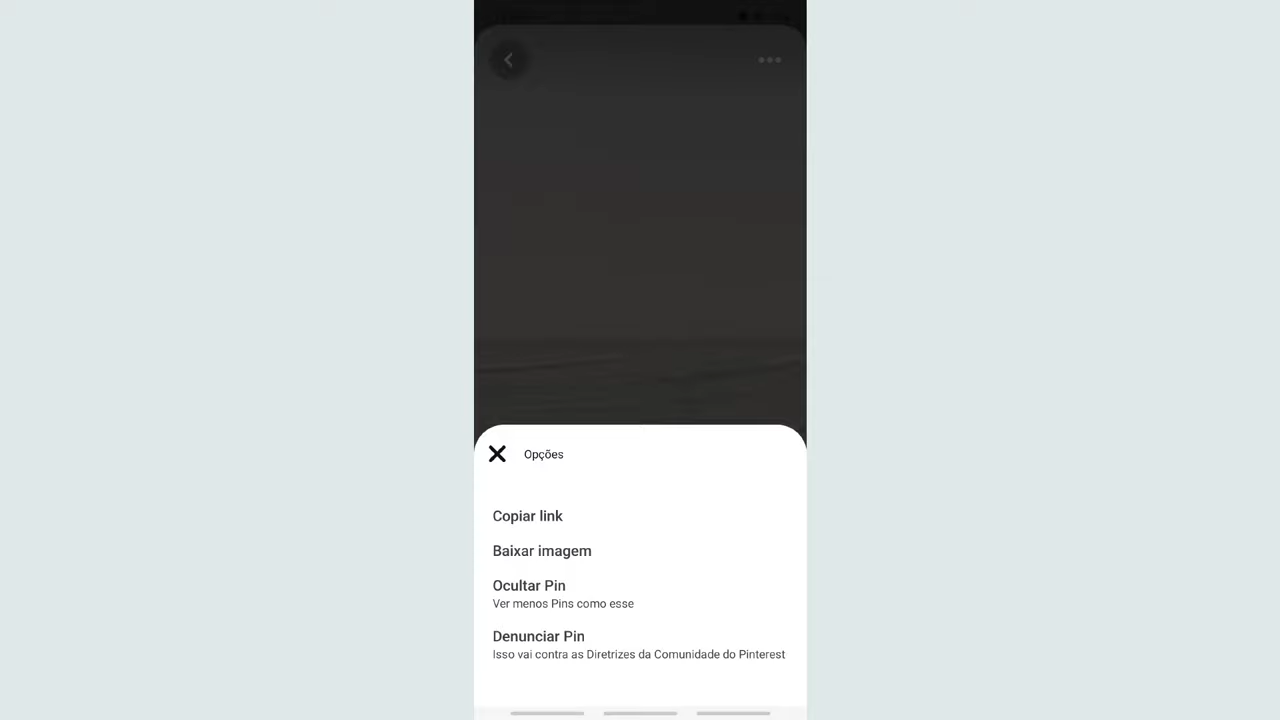 Opções
Copiar link
Baixar imagem
Ocultar Pin
Ver menos Pins como esse
Denunciar Pin
Isso vai contra as Diretrizes da Comunidade do Pinterest